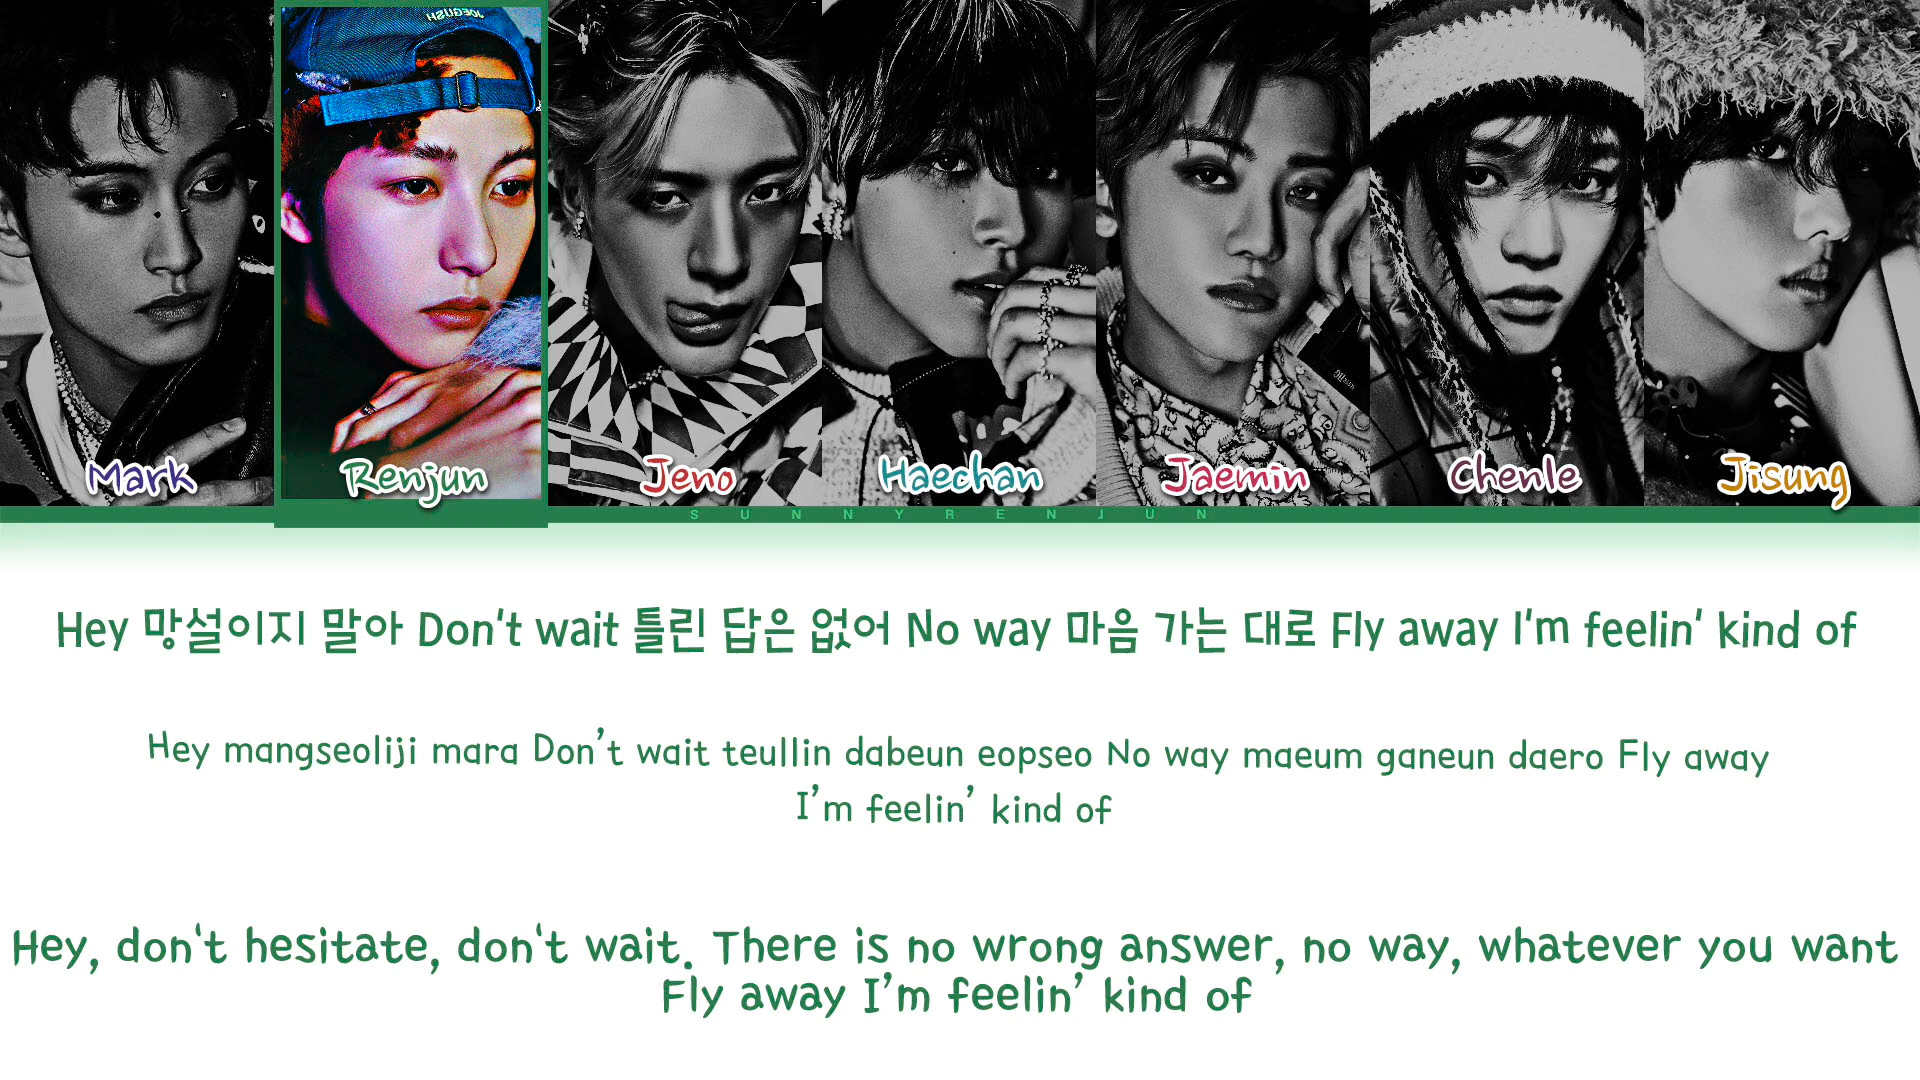 JOEGUSH
Mark
Renjun
Jeno
Haechan
Jaemin
Chenle
Jisung
SUNNYRENJUN
Hey 망설이지 말아 Don't wait 틀린 답은 없어 No way 마음 가는 대로 Fly away I'm feelin' kind of
Hey mangseoliji mara Don’t wait teullin dabeun eopseo No way maeum ganeun daero Fly away
I’m feelin’ kind of
Hey, don‘t hesitate, don‘t wait. There is no wrong answer, no way, whatever you want
Fly away I’m feelin’ kind of